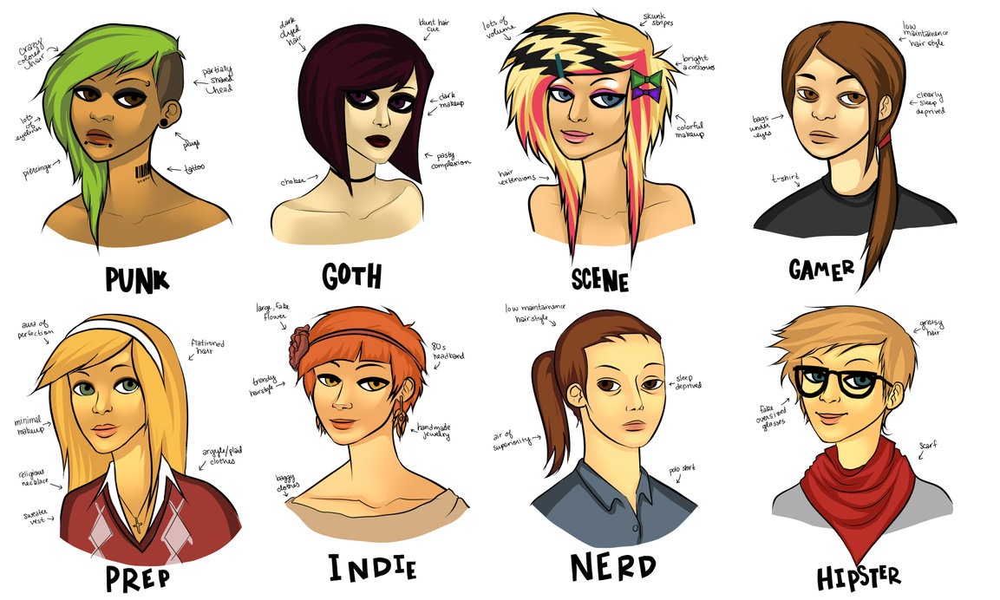 crazy
colored
hair
partially
shaved
head
lots
of
eyeliner
plugs
piercings
tattoo
PUNK
dark
dyed
hair
blunt hair
cut
dark
makeup
pasty
complexion
choker
GOTH
lots of
volume
skunk
stripes
bright
accessories
colorful
makeup
hair
extensions
SCENE
low
maintainence
hair style
clearly
sleep
deprived
bags
under
eyes
t-shirt
GAMER
aura of
perfection
flatironed
hair
minimal
makeup
argyle/plaid
clothes
religious
necklace
sweater
vest
PREP
large, fake
flower
80s
headband
trendy
hairstyle
handmade
jewelry
baggy
clothes
INDIE
low maintainence
hairstyle
sleep
deprived
air of
superiority
polo shirt
NERD
greasy
hair
fake
oversized
glasses
scarf
HIPSTER